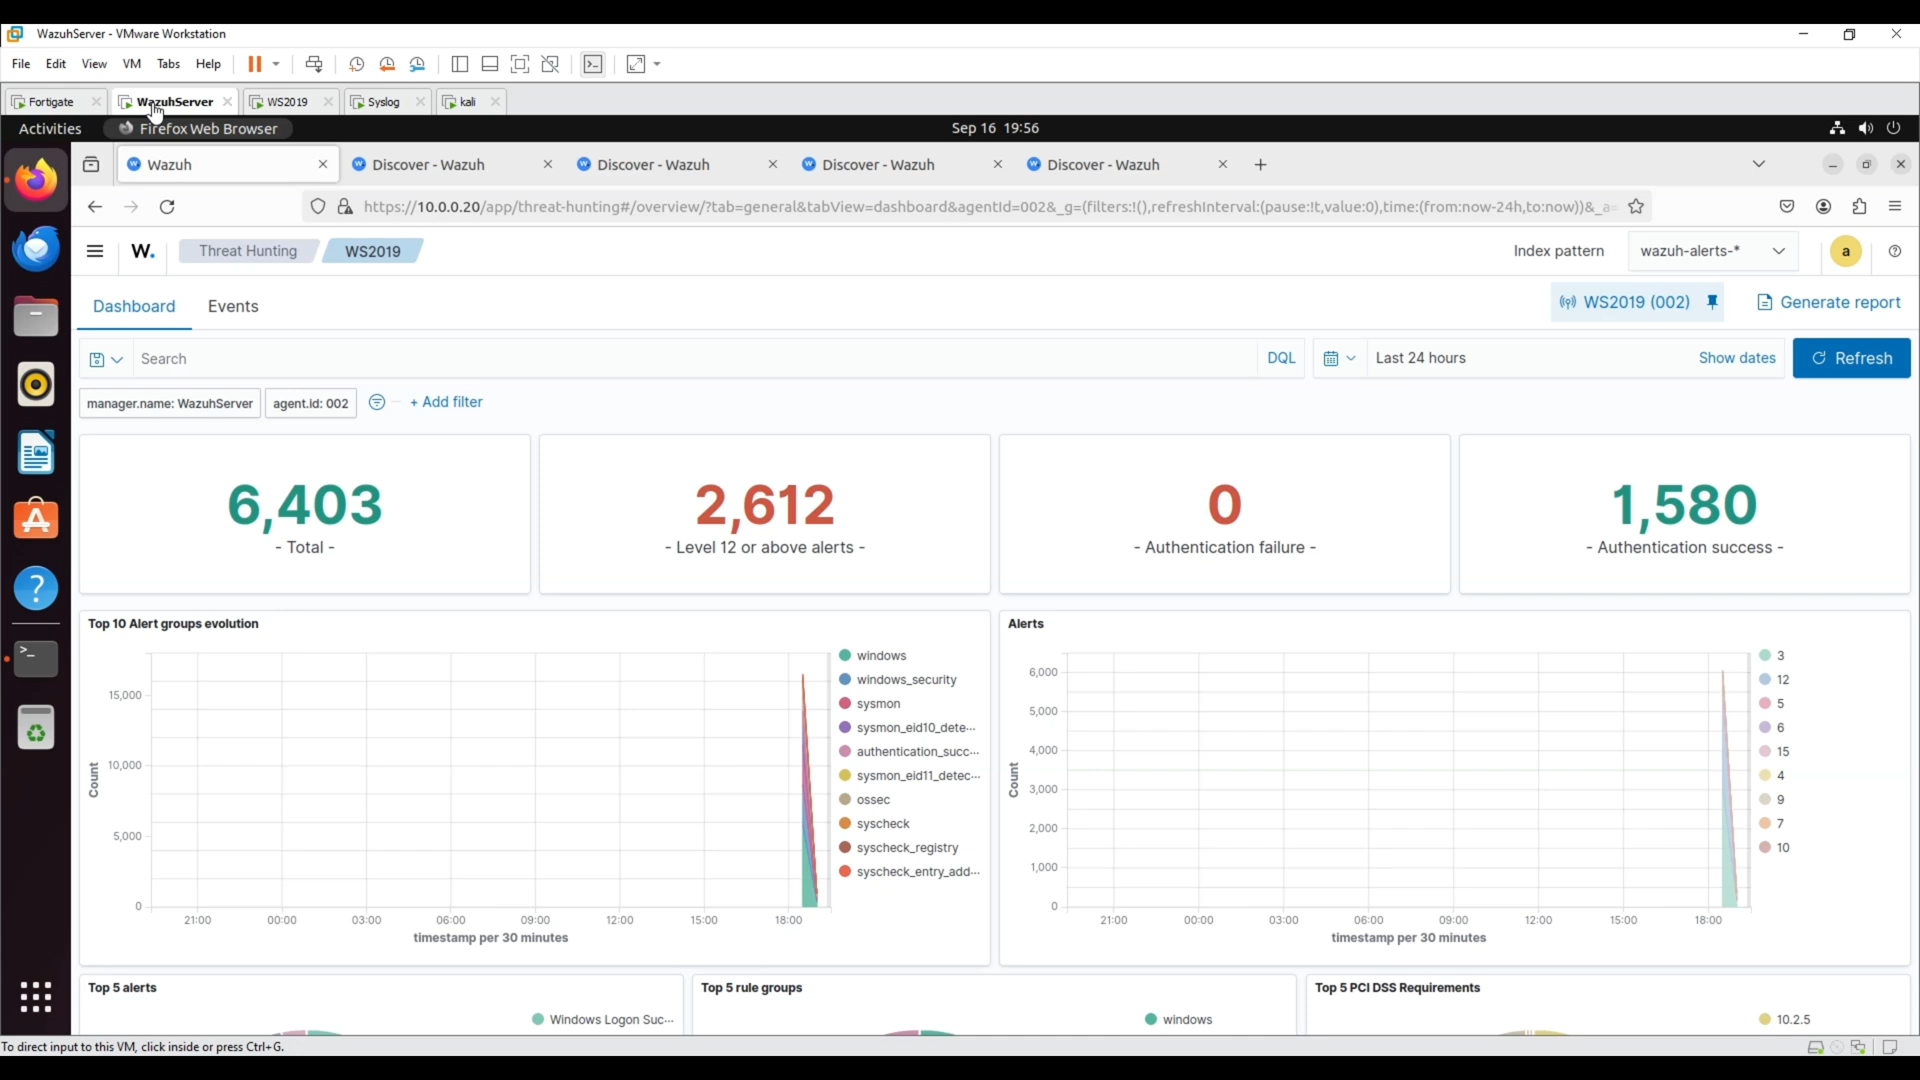 WazuhServer - VMware Workstation
File Edit View VM Tabs Help
Fortigate WazuhServer WS2019 Syslog kali
Activities Firefox Web Browser Sep 16 19:56
Wazuh Discover - Wazuh Discover - Wazuh Discover - Wazuh Discover - Wazuh
https://10.0.0.20/app/threat-hunting#/overview/?tab=general&tabView=dashboard&agentId=002&_g=(filters:!(),refreshInterval:(pause:!t,value:0),time:(from:now-24h,to:now))&_a=
W. Threat Hunting WS2019 Index pattern wazuh-alerts-* a
Dashboard Events WS2019 (002) Generate report
Search DQL Last 24 hours Show dates Refresh
manager.name: WazuhServer agent.id: 002 + Add filter
6,403 2,612 0 1,580
- Total - - Level 12 or above alerts - - Authentication failure - - Authentication success -
Top 10 Alert groups evolution
15,000
10,000
5,000
0
Count
21:00 00:00 03:00 06:00 09:00 12:00 15:00 18:00
timestamp per 30 minutes
windows
windows_security
sysmon
sysmon_eid10_dete...
authentication_succ...
sysmon_eid11_detec...
ossec
syscheck
syscheck_registry
syscheck_entry_add...
Alerts
6,000
5,000
4,000
3,000
2,000
1,000
0
Count
21:00 00:00 03:00 06:00 09:00 12:00 15:00 18:00
timestamp per 30 minutes
3
12
5
6
15
4
9
7
10
Top 5 alerts
Windows Logon Suc...
Top 5 rule groups
windows
Top 5 PCI DSS Requirements
10.2.5
To direct input to this VM, click inside or press Ctrl+G.